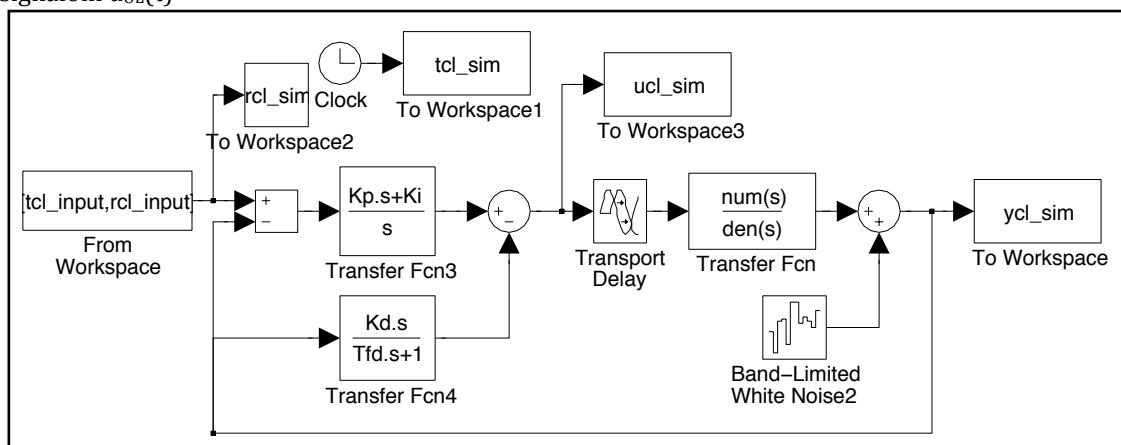 signálom
tcl_sim
rcl_sim
Clock
To Workspace1
To Workspace2
ucl_sim
To Workspace3
[tcl_input,rcl_input]
From
Workspace
+
−
Kp.s+Ki
s
Transfer Fcn3
+
−
Transport
Delay
num(s)
den(s)
Transfer Fcn
+
+
ycl_sim
To Workspace
Kd.s
Tfd.s+1
Transfer Fcn4
Band−Limited
White Noise2